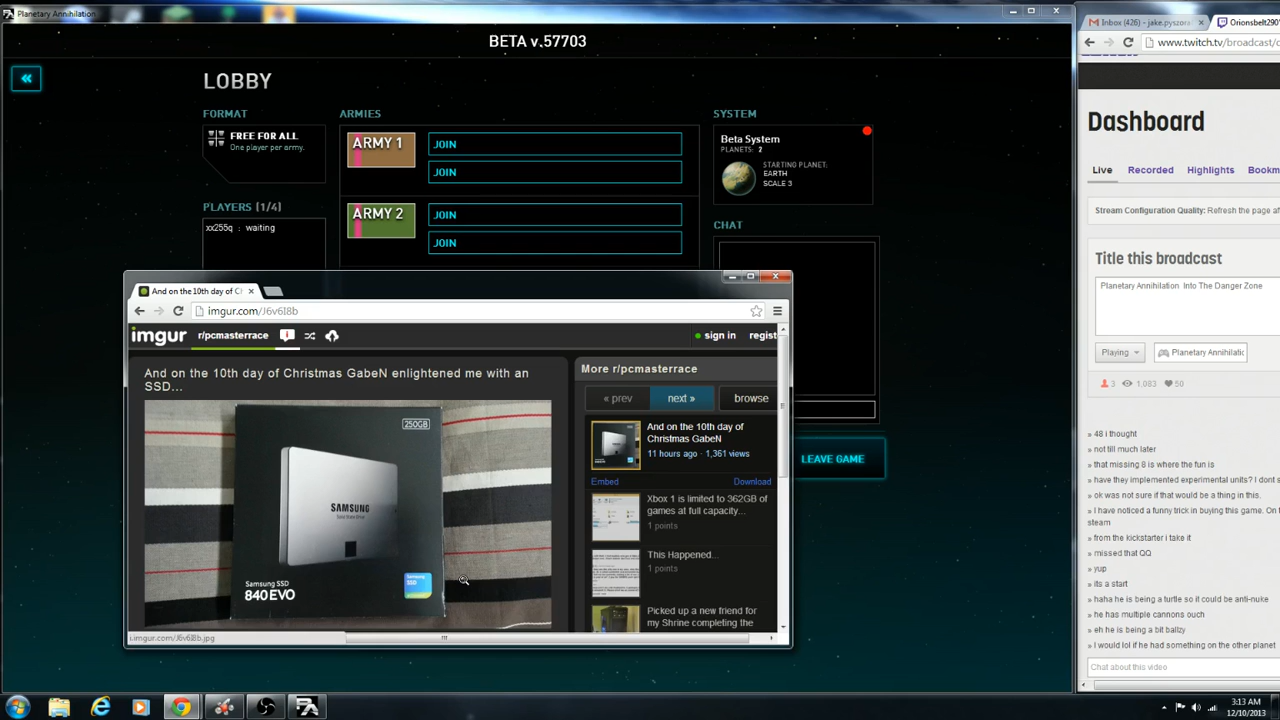 Planetary Annihilation
BETA v.57703
LOBBY
FORMAT
FREE FOR ALL
One player per army.
PLAYERS (1/4)
xx255q : waiting
ARMIES
ARMY 1
JOIN
JOIN
ARMY 2
JOIN
JOIN
SYSTEM
Beta System
PLANETS: 2
STARTING PLANET:
EARTH
SCALE 3
CHAT
LEAVE GAME
And on the 10th day of Cl
imgur.com/J6v6I8b
imgur
r/pcmasterrace
sign in
regist
And on the 10th day of Christmas GabeN enlightened me with an
SSD...
250GB
SAMSUNG
Solid State Drive
Samsung SSD
840 EVO
Samsung
SSD
More r/pcmasterrace
« prev
next »
browse
And on the 10th day of
Christmas GabeN
11 hours ago · 1,361 views
Embed
Download
Xbox 1 is limited to 362GB of
games at full capacity...
1 points
This Happened...
1 points
Picked up a new friend for
my Shrine completing the
i.imgur.com/J6v6I8b.jpg
Inbox (426) - jake.pyszora
Orionsbelt290
www.twitch.tv/broadcast/
Dashboard
Live
Recorded
Highlights
Bookm
Stream Configuration Quality: Refresh the page af
Title this broadcast
Planetary Annihilation Into The Danger Zone
Playing
Planetary Annihilatic
3
1,083
50
» 48 i thought
» not till much later
» that missing 8 is where the fun is
» have they implemented experimental units? I dont s
» ok was not sure if that would be a thing in this.
» I have noticed a funny trick in buying this game. On t
steam
» from the kickstarter i take it
» missed that QQ
» yup
» its a start
» haha he is being a turtle so it could be anti-nuke
» he has multiple cannons ouch
» eh he is being a bit ballzy
» I would lol if he had something on the other planet
Chat about this video
3:13 AM
12/10/2013